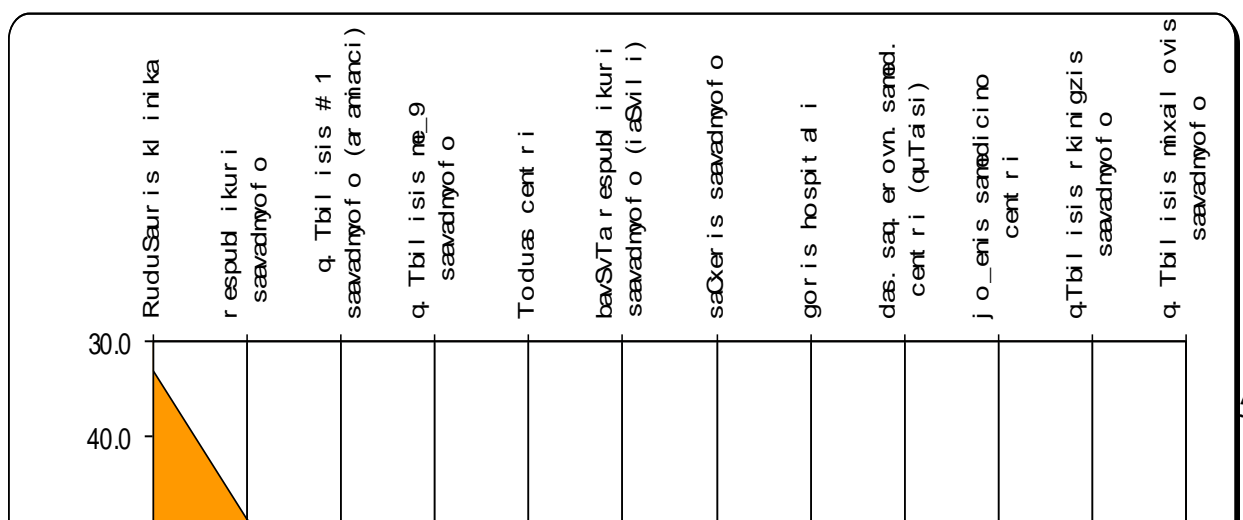 RuduSauris klinika
respublikuri
saavadmyofo
q. Tbilisis #1
saavadmyofo (aramianci)
q. Tbilisis me_9
saavadmyofo
Toduas centri
bavSvTa respublikuri
saavadmyofo (iaSvili)
saCxeris saavadmyofo
goris hospitali
das. saq. erovn. samed.
centri (quTaisi)
jo_enis samedicino
centri
q.Tbilisis rkinigzis
saavadmyofo
q. Tbilisis mixailovis
saavadmyofo
30.0
40.0